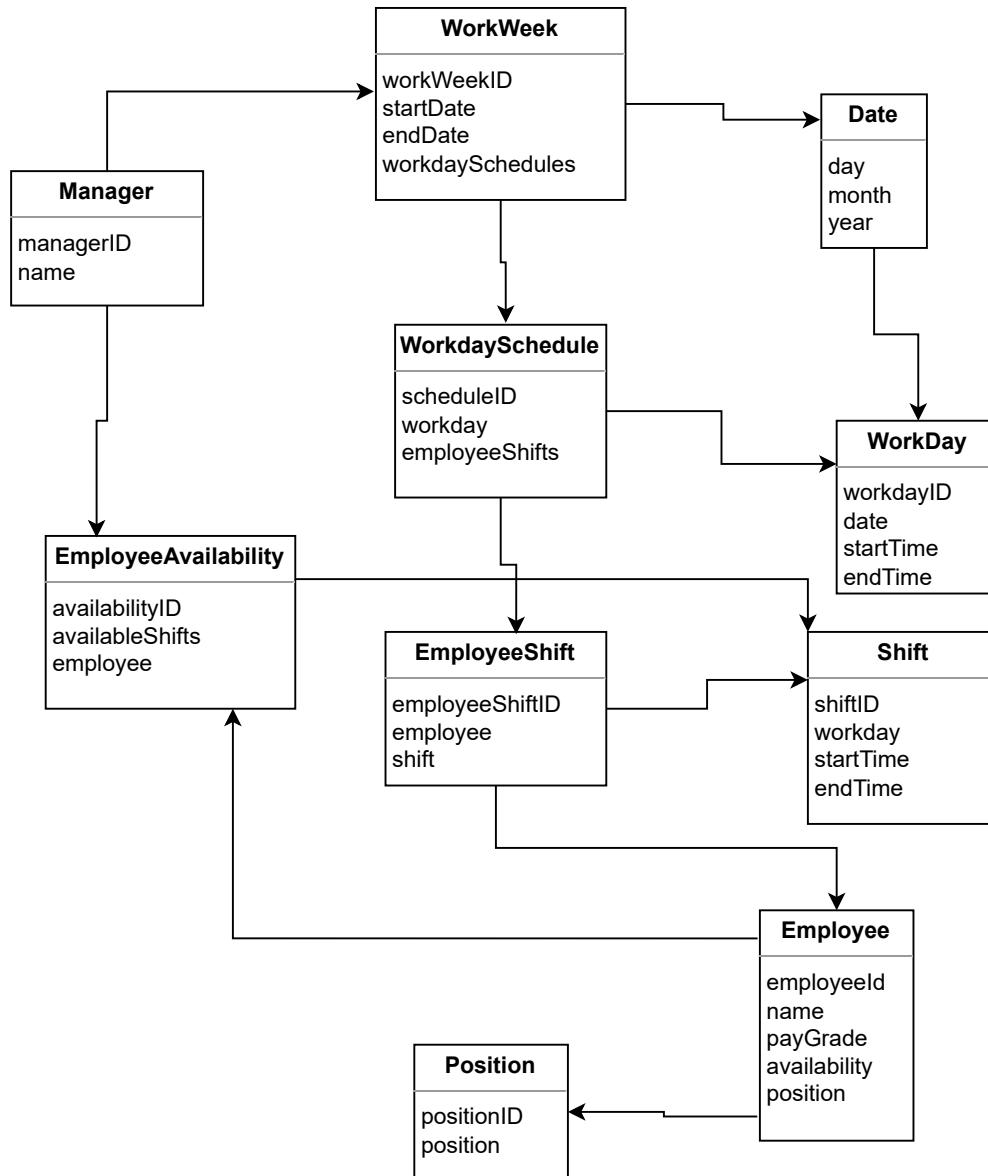 WorkWeek
workWeekID
startDate
endDate
workdaySchedules
Date
day
month
year
Manager
managerID
name
WorkdaySchedule
scheduleID
workday
employeeShifts
WorkDay
workdayID
date
startTime
endTime
EmployeeAvailability
availabilityID
availableShifts
employee
EmployeeShift
employeeShiftID
employee
shift
Shift
shiftID
workday
startTime
endTime
Employee
employeeId
name
payGrade
availability
position
Position
positionID
position